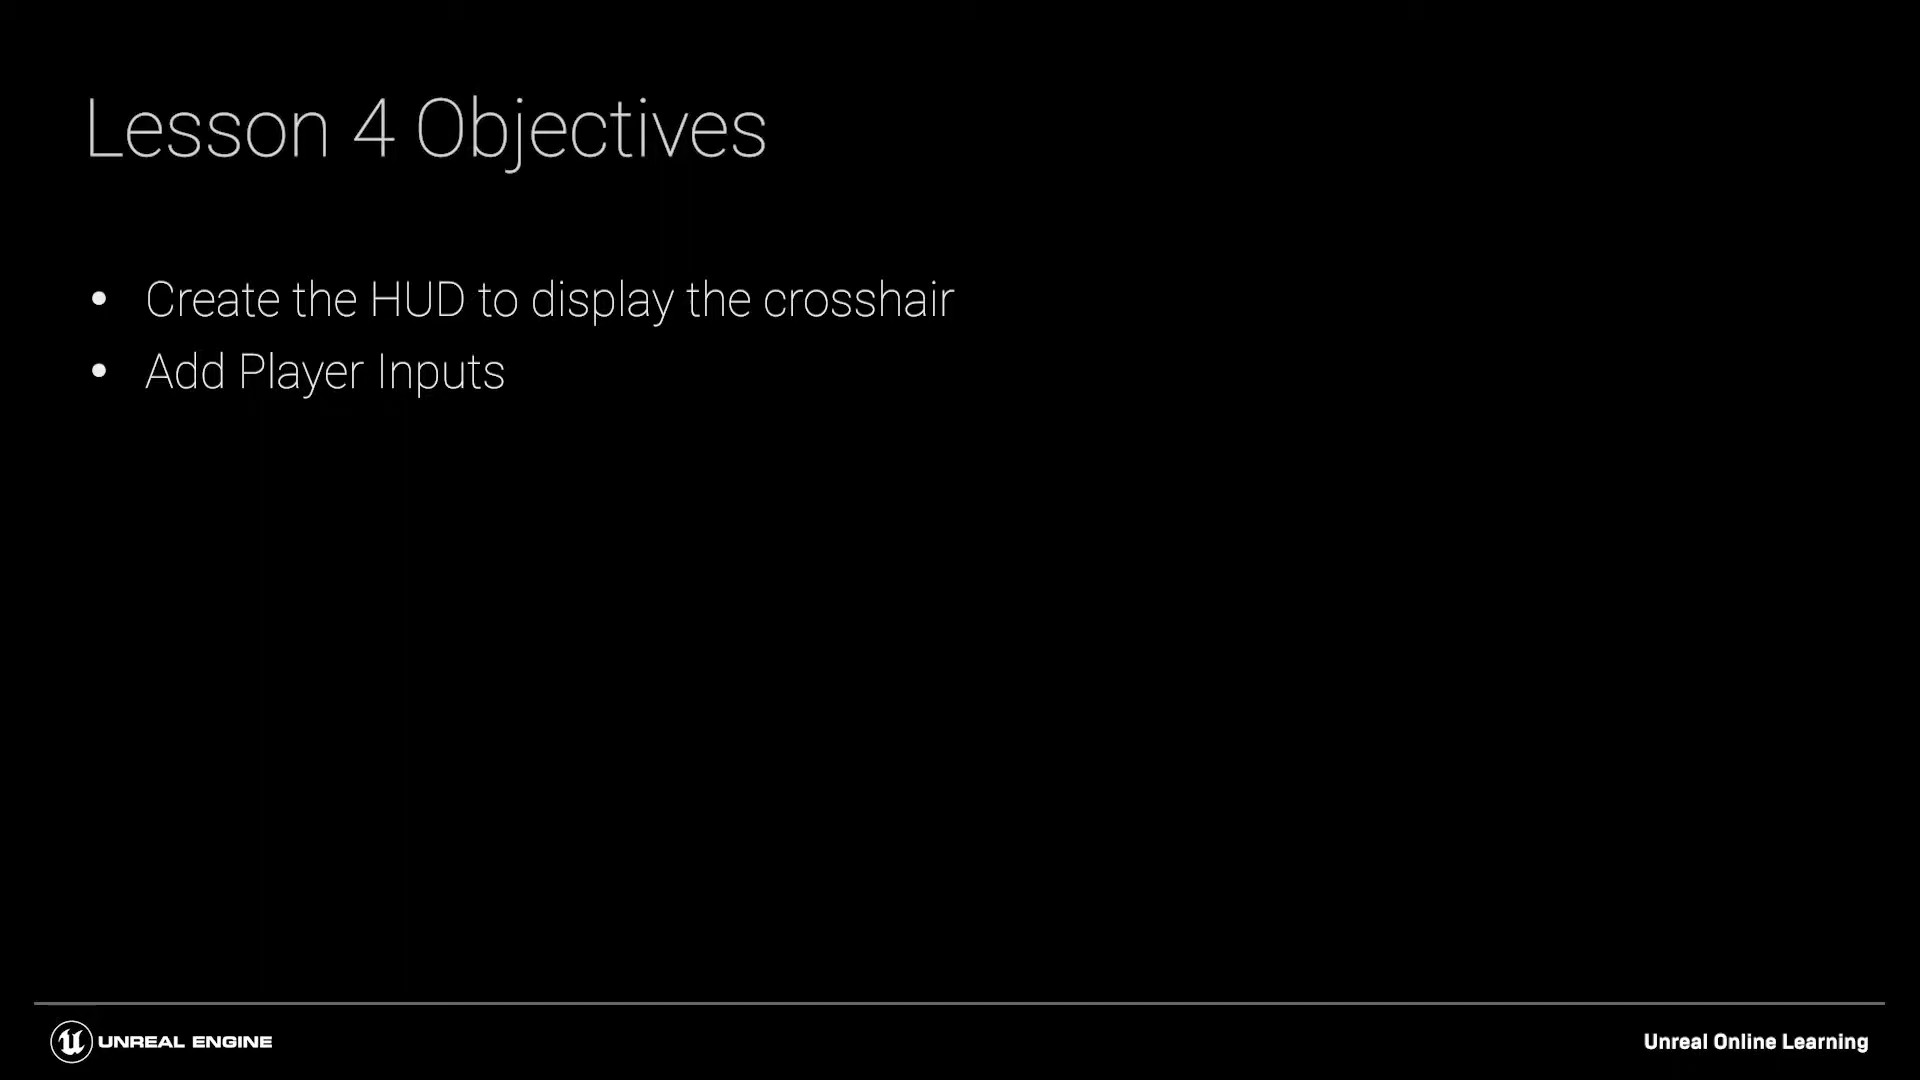 Lesson 4 Objectives
• Create the HUD to display the crosshair
• Add Player Inputs
UNREAL ENGINE
Unreal Online Learning